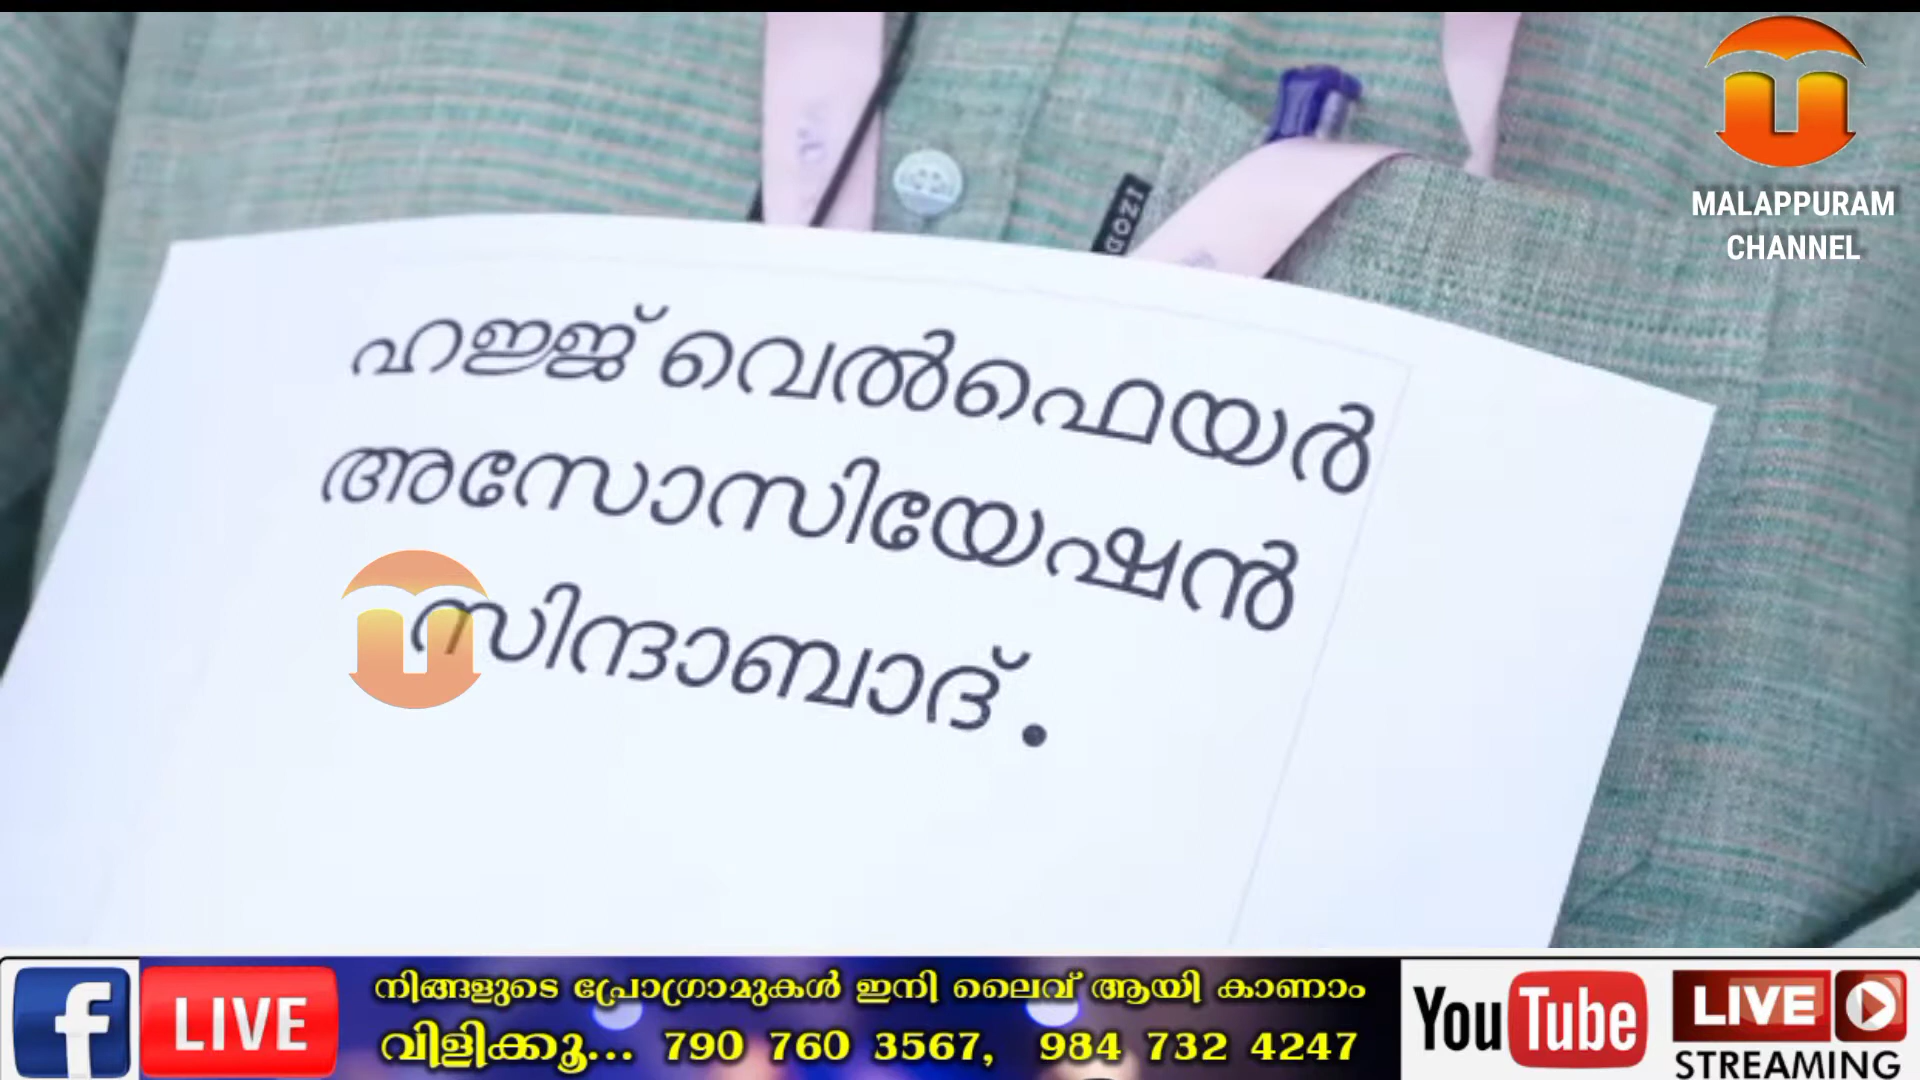 MALAPPURAM
CHANNEL
IZOD
ഹജ്ജ് വെൽഫെയർ
അസോസിയേഷൻ
സിന്ദാബാദ് .
f LIVE
നിങ്ങളുടെ പ്രോഗ്രാമുകൾ ഇനി ലൈവ് ആയി കാണാം
വിളിക്കൂ... 790 760 3567, 984 732 4247
YouTube
LIVE
STREAMING